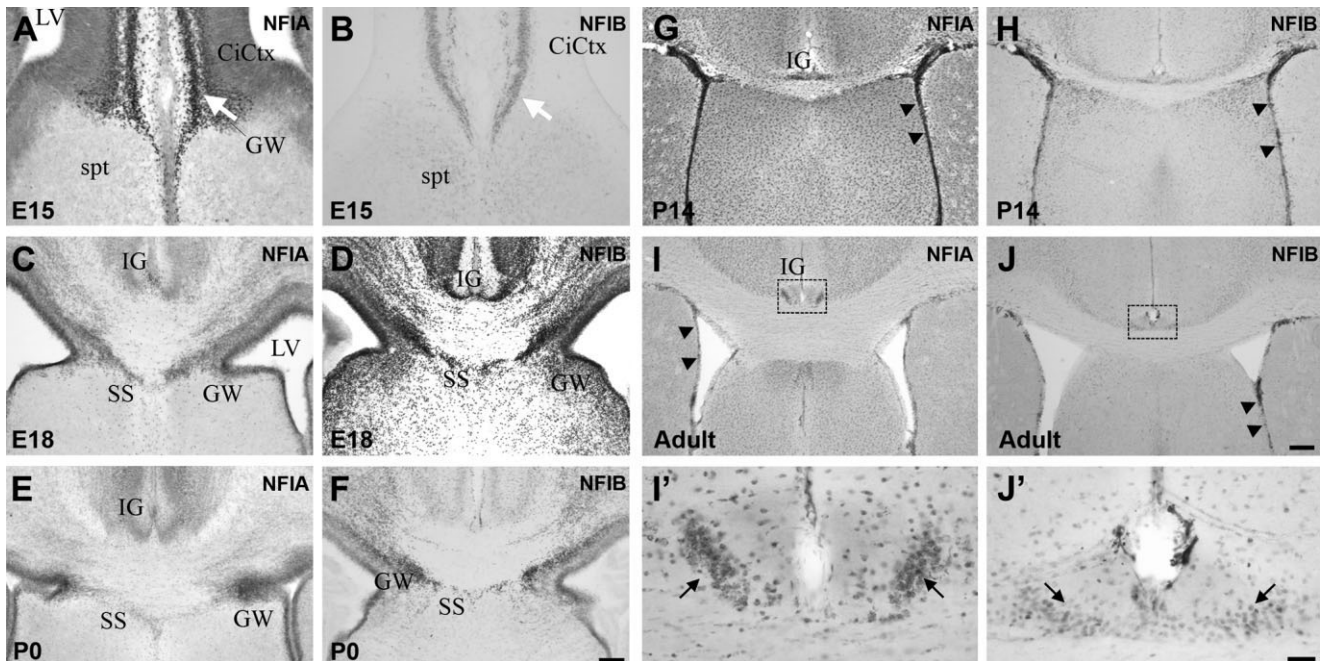 A LV NFIA
CiCtx
GW
spt
E15
B NFIB
CiCtx
spt
E15
G NFIA
IG
P14
H NFIB
P14
C NFIA
IG
LV
SS GW
E18
D NFIB
IG
SS GW
E18
I NFIA
IG
Adult
J NFIB
Adult
E NFIA
IG
SS GW
P0
F NFIB
GW
SS
P0
I’
J’